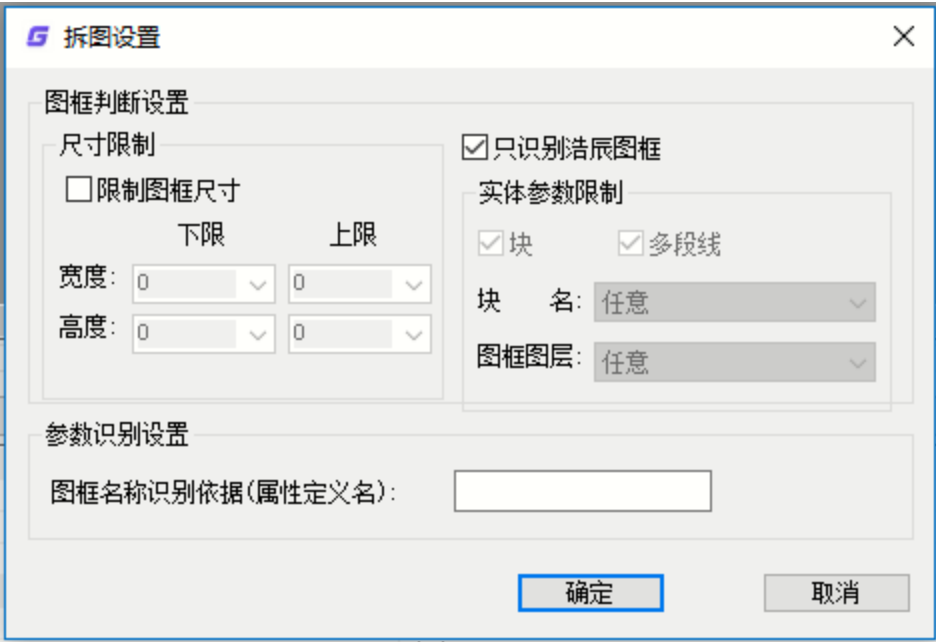 拆图设置
图框判断设置
尺寸限制
限制图框尺寸
下限 上限
宽度: 0 0
高度: 0 0
只识别浩辰图框
实体参数限制
块 多段线
块 名: 任意
图框图层: 任意
参数识别设置
图框名称识别依据(属性定义名):
确定 取消